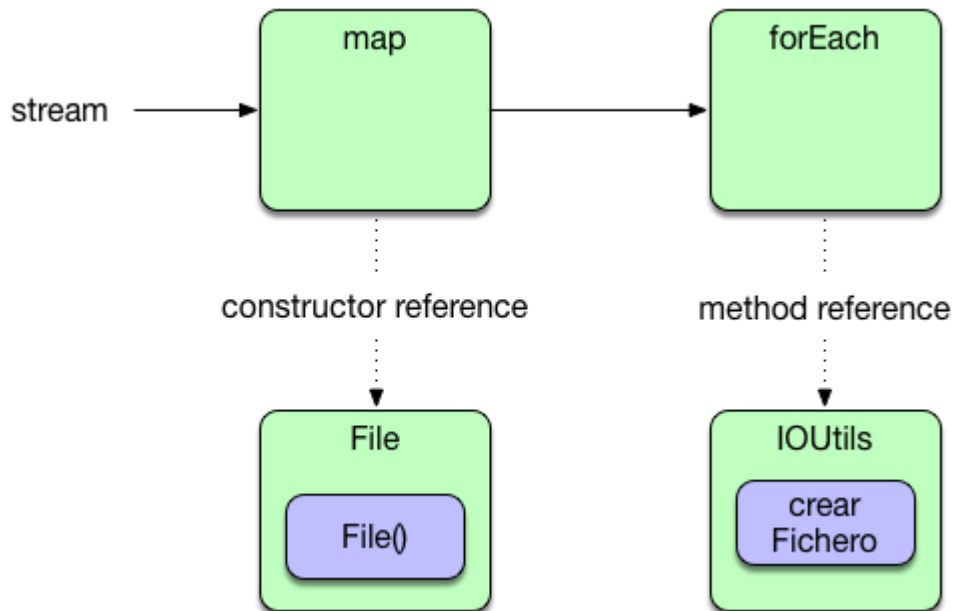 map
forEach
stream
constructor reference
method reference
File
IOUtils
File()
crear
Fichero